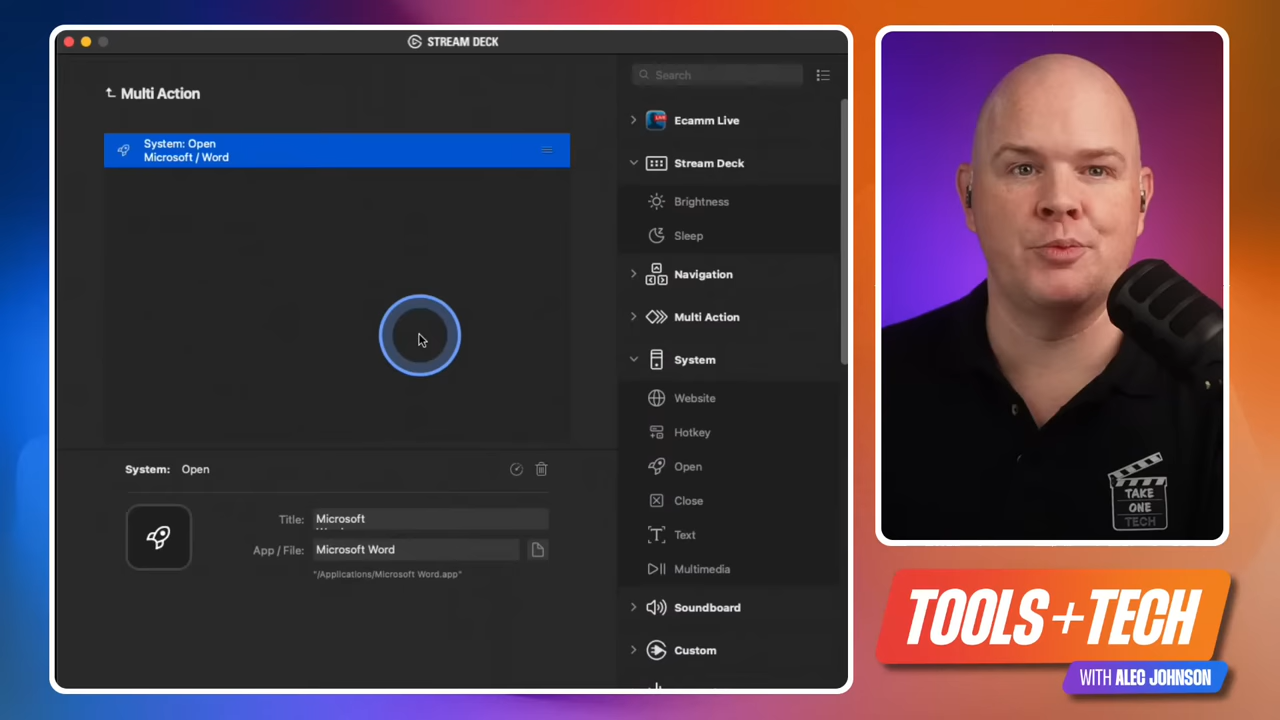 STREAM DECK
Multi Action
System: Open
Microsoft / Word
System: Open
Title: Microsoft
App / File: Microsoft Word
"/Applications/Microsoft Word.app"
Search
Ecamm Live
Stream Deck
Brightness
Sleep
Navigation
Multi Action
System
Website
Hotkey
Open
Close
Text
Multimedia
Soundboard
Custom
TAKE
ONE
TECH
TOOLS+TECH
WITH ALEC JOHNSON